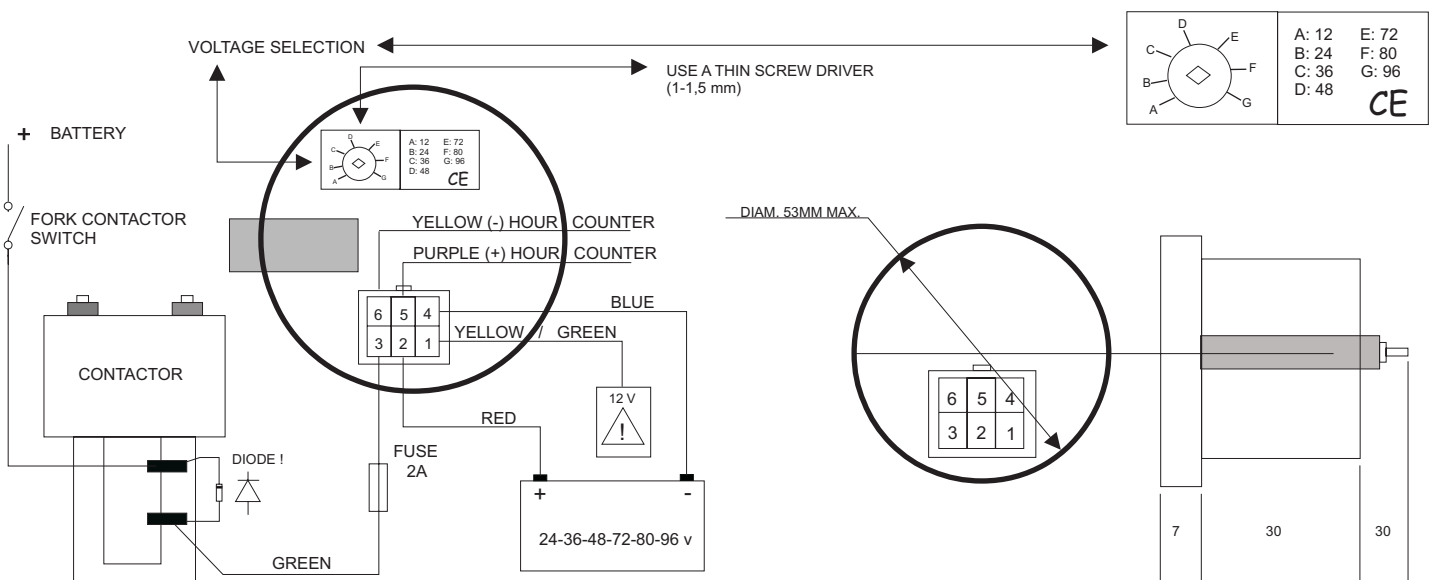 VOLTAGE SELECTION
USE A THIN SCREW DRIVER
(1-1,5 mm)
D
C
E
B
F
A
G
A: 12 E: 72
B: 24 F: 80
C: 36 G: 96
D: 48
CE
+ BATTERY
D
C
E
B
F
A
G
A: 12 E: 72
B: 24 F: 80
C: 36 G: 96
D: 48
CE
FORK CONTACTOR
SWITCH
YELLOW (-) HOUR COUNTER
PURPLE (+) HOUR COUNTER
DIAM. 53MM MAX.
6 5 4
3 2 1
BLUE
YELLOW / GREEN
CONTACTOR
12 V
!
RED
FUSE
2A
DIODE !
+ -
24-36-48-72-80-96 v
GREEN
6 5 4
3 2 1
7 30 30